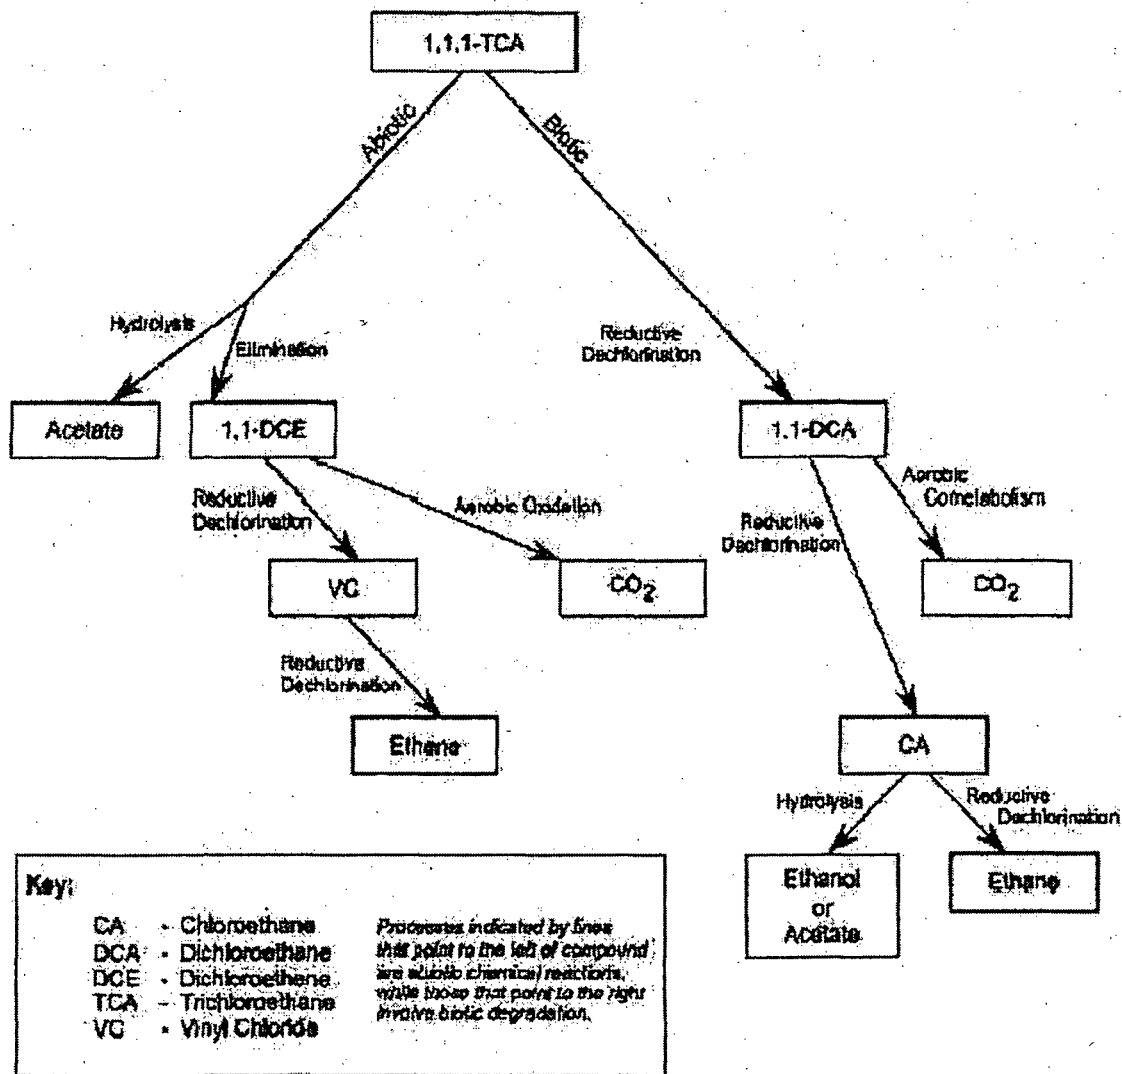 1,1,1-TCA
Abiotic
Biotic
Hydrolysis
Elimination
Reductive
Dechlorination
Acetate
1,1-DCE
1,1-DCA
Reductive
Dechlorination
Aerobic Oxidation
Reductive
Dechlorination
Aerobic
Cometabolism
VC
CO2
CO2
Reductive
Dechlorination
Ethene
CA
Hydrolysis
Reductive
Dechlorination
Ethanol
or
Acetate
Ethane
Key:
CA - Chloroethane
DCA - Dichloroethane
DCE - Dichloroethene
TCA - Trichloroethane
VC - Vinyl Chloride
Processes indicated by lines
that point to the left of compound
are abiotic chemical reactions,
while those that point to the right
involve biotic degradation.